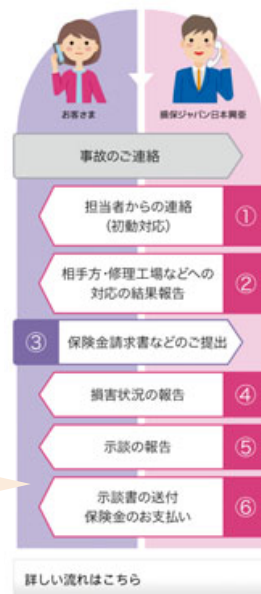 お客さま
損保ジャパン日本興亜
事故のご連絡
担当者からの連絡
(初動対応)
①
相手方・修理工場などへの
対応の結果報告
②
③
保険金請求書などのご提出
損害状況の報告
④
示談の報告
⑤
示談書の送付
保険金のお支払い
⑥
詳しい流れはこちら